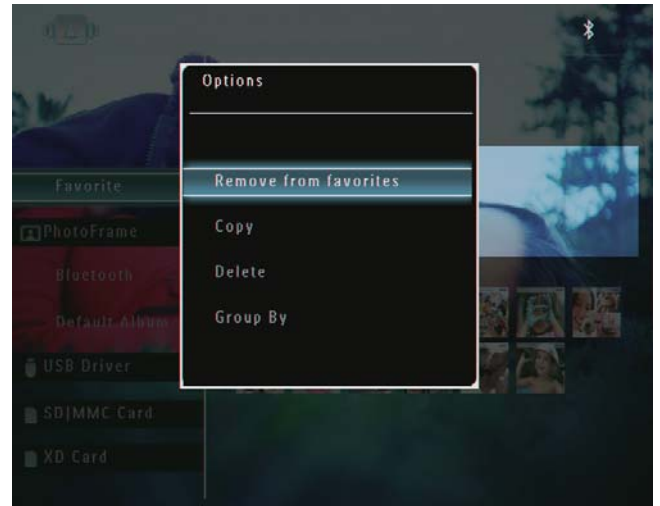 Options
Remove from favorites
Copy
Delete
Group By
Favorite
PhotoFrame
Bluetooth
Default Album
USB Driver
SD|MMC Card
XD Card